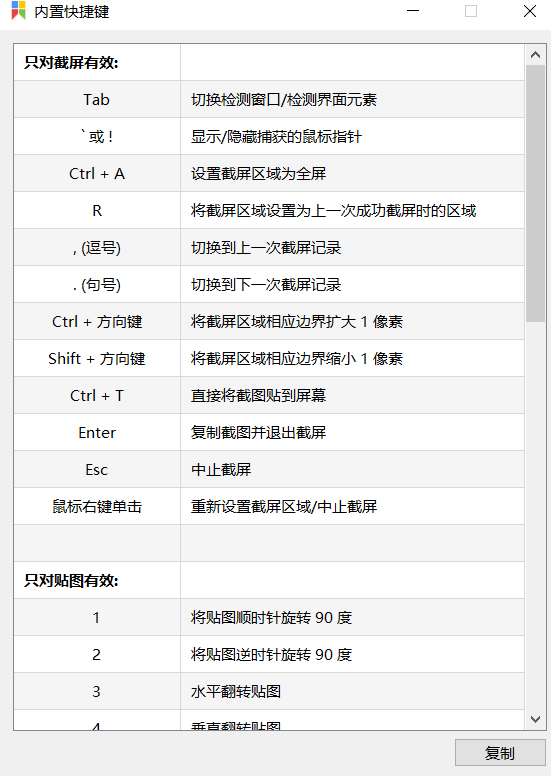 内置快捷键
只对截屏有效:
Tab 切换检测窗口/检测界面元素
` 或 ! 显示/隐藏捕获的鼠标指针
Ctrl + A 设置截屏区域为全屏
R 将截屏区域设置为上一次成功截屏时的区域
, (逗号) 切换到上一次截屏记录
. (句号) 切换到下一次截屏记录
Ctrl + 方向键 将截屏区域相应边界扩大 1 像素
Shift + 方向键 将截屏区域相应边界缩小 1 像素
Ctrl + T 直接将截图贴到屏幕
Enter 复制截图并退出截屏
Esc 中止截屏
鼠标右键单击 重新设置截屏区域/中止截屏
只对贴图有效:
1 将贴图顺时针旋转 90 度
2 将贴图逆时针旋转 90 度
3 水平翻转贴图
4 垂直翻转贴图
复制